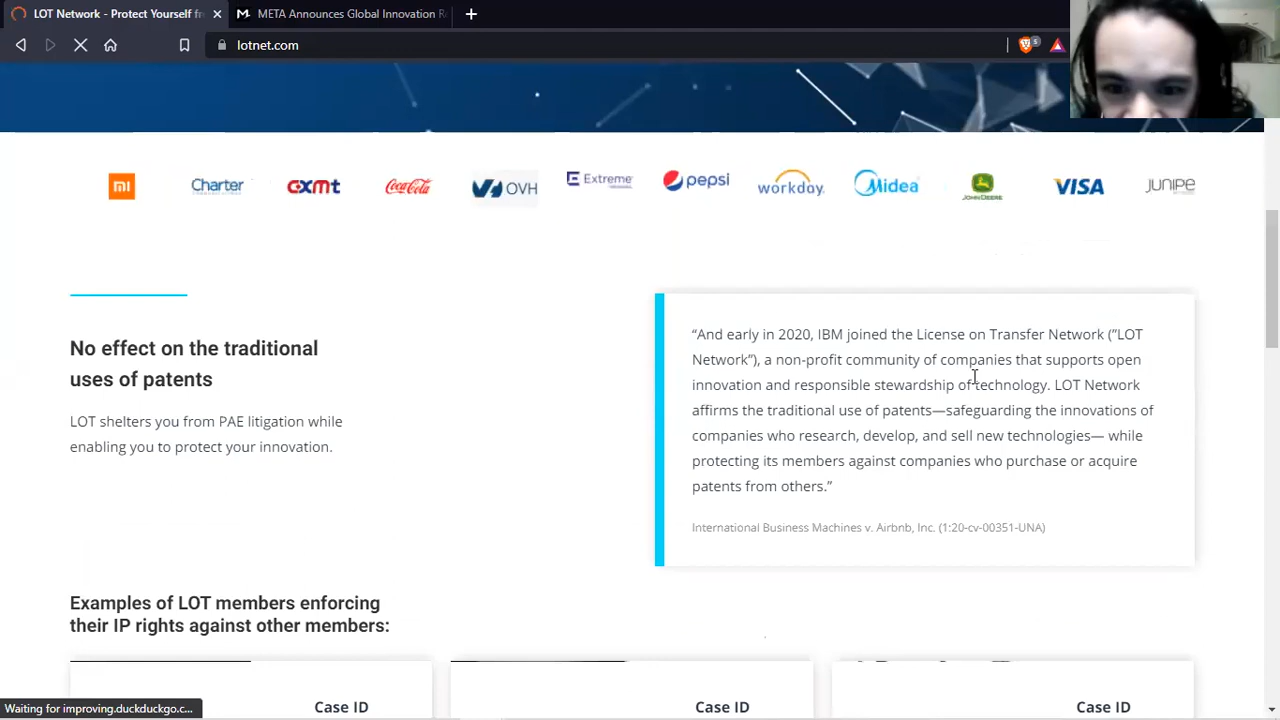 LOT Network - Protect Yourself fr
META Announces Global Innovation R
lotnet.com
5
mi Charter CXMT Coca-Cola OVH Extreme pepsi workday. Midea JOHN DEERE VISA JUNIPE
No effect on the traditional
uses of patents
LOT shelters you from PAE litigation while
enabling you to protect your innovation.
“And early in 2020, IBM joined the License on Transfer Network (”LOT
Network”), a non-profit community of companies that supports open
innovation and responsible stewardship of technology. LOT Network
affirms the traditional use of patents—safeguarding the innovations of
companies who research, develop, and sell new technologies— while
protecting its members against companies who purchase or acquire
patents from others.”
International Business Machines v. Airbnb, Inc. (1:20-cv-00351-UNA)
Examples of LOT members enforcing
their IP rights against other members:
Case ID Case ID Case ID
Waiting for improving.duckduckgo.c...